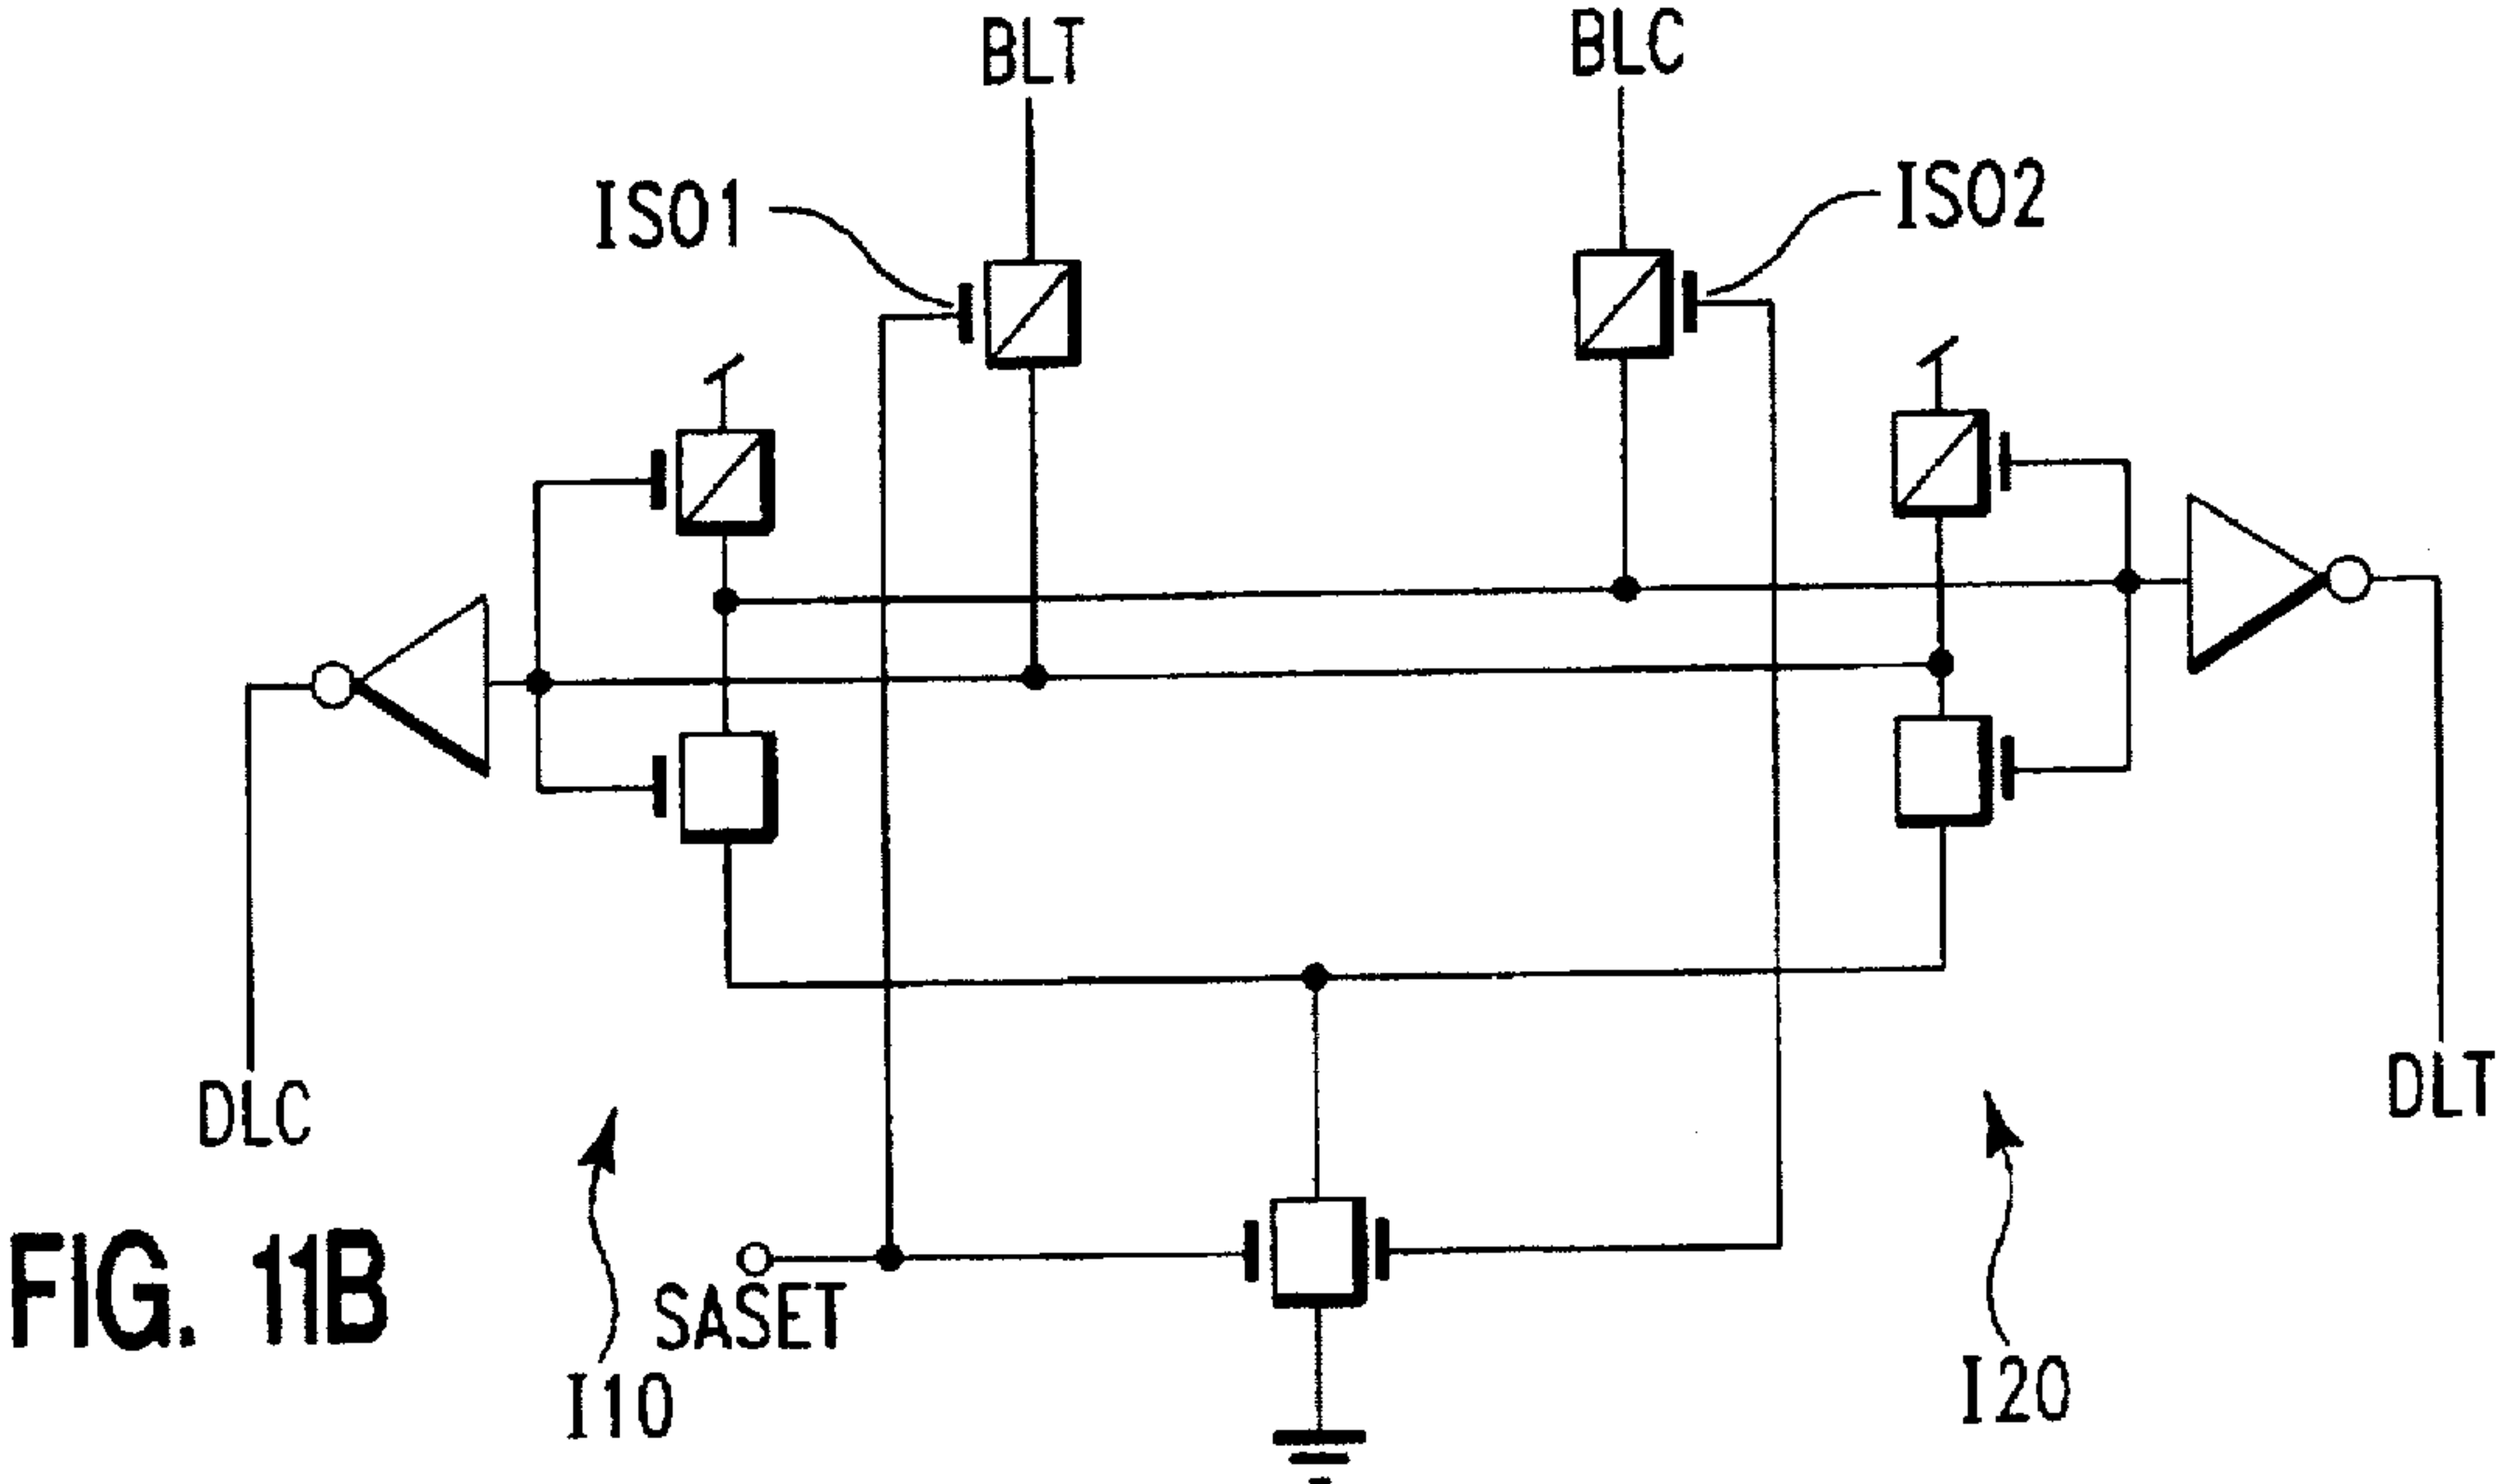 BLT
BLC
ISO1
ISO2
DLC
DLT
SASET
I10
I20
FIG. 11B